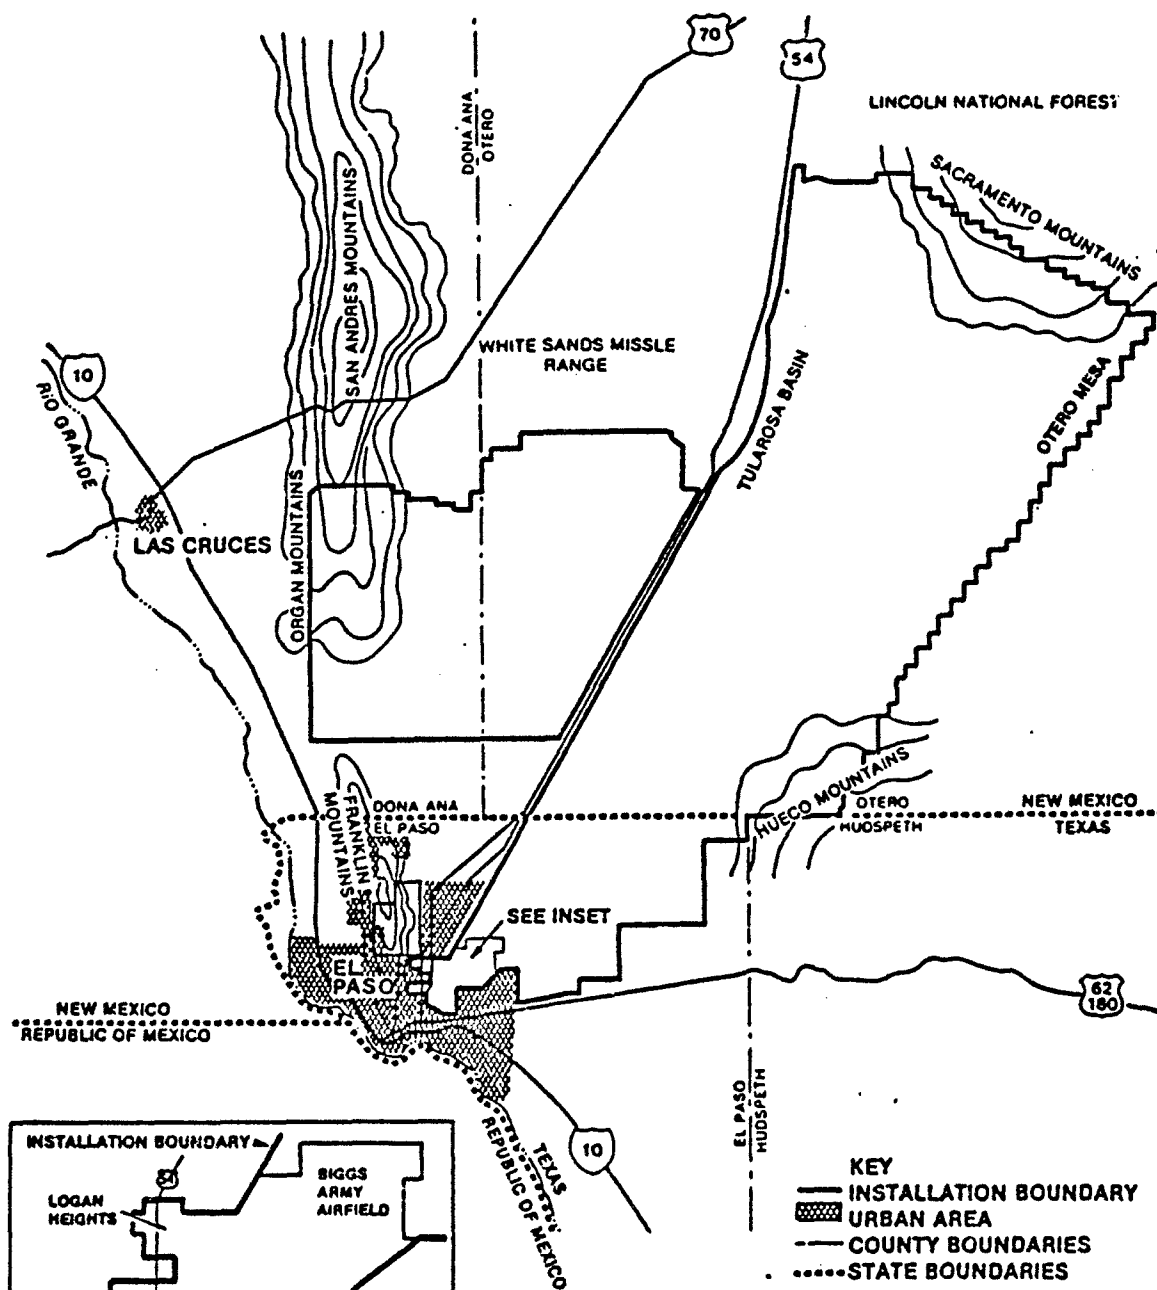 70
54
LINCOLN NATIONAL FOREST
DONA ANA
OTERO
SACRAMENTO MOUNTAINS
SAN ANDRES MOUNTAINS
WHITE SANDS MISSLE
RANGE
10
RIO GRANDE
TULAROSA BASIN
OTERO MESA
ORGAN MOUNTAINS
LAS CRUCES
HUECO MOUNTAINS
FRANKLIN
MOUNTAINS
DONA ANA
EL PASO
OTERO
HUDSPETH
NEW MEXICO
TEXAS
SEE INSET
EL
PASO
62
180
NEW MEXICO
REPUBLIC OF MEXICO
EL PASO
HUDSPETH
TEXAS
REPUBLIC OF MEXICO
10
INSTALLATION BOUNDARY
54
LOGAN
HEIGHTS
BIGGS
ARMY
AIRFIELD
KEY
INSTALLATION BOUNDARY
URBAN AREA
COUNTY BOUNDARIES
STATE BOUNDARIES